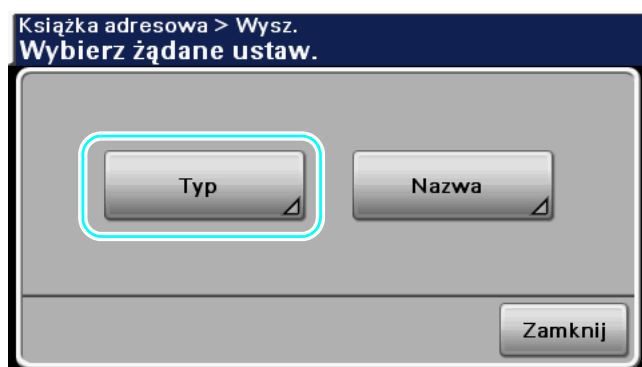 Książka adresowa > Wysz.
Wybierz żądane ustaw.
Typ
Nazwa
Zamknij